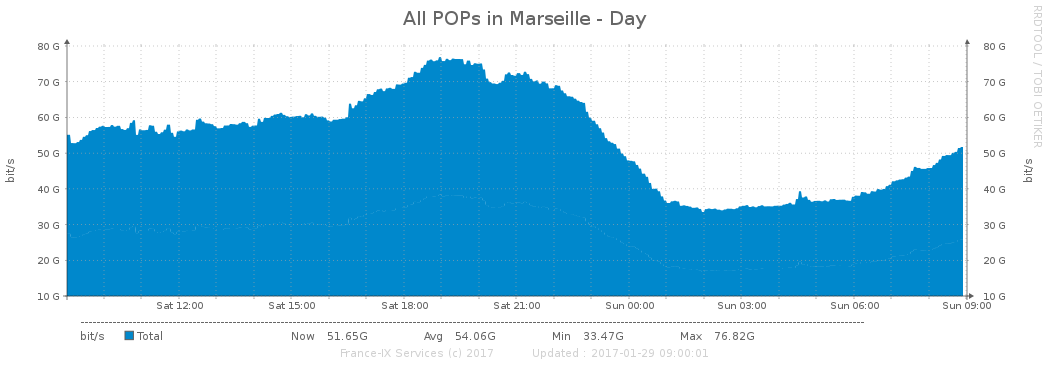 All POPs in Marseille - Day
RRDTOOL / TOBI OETIKER
bit/s
80 G
70 G
60 G
50 G
40 G
30 G
20 G
10 G
80 G
70 G
60 G
50 G
40 G
30 G
20 G
10 G
bit/s
Sat 12:00 Sat 15:00 Sat 18:00 Sat 21:00 Sun 00:00 Sun 03:00 Sun 06:00 Sun 09:00
bit/s Total Now 51.65G Avg 54.06G Min 33.47G Max 76.82G
France-IX Services (c) 2017 Updated : 2017-01-29 09:00:01